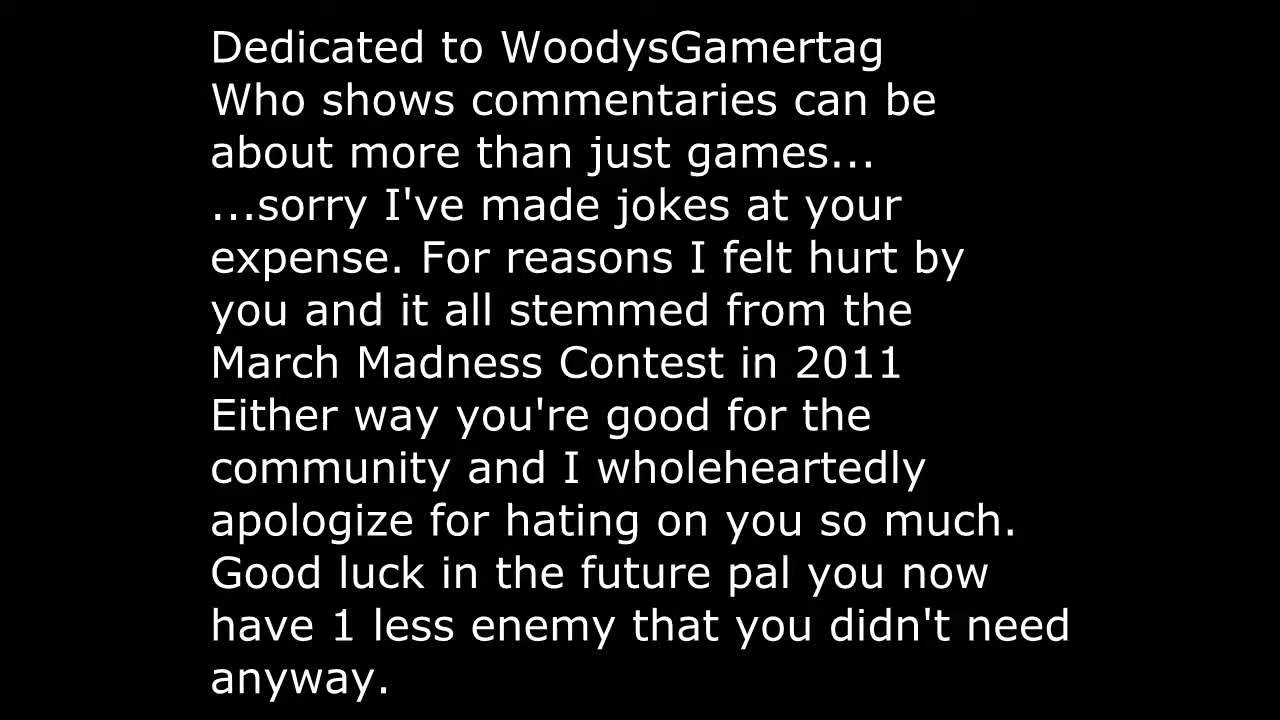 Dedicated to WoodysGamertag
Who shows commentaries can be
about more than just games...
...sorry I've made jokes at your
expense. For reasons I felt hurt by
you and it all stemmed from the
March Madness Contest in 2011
Either way you're good for the
community and I wholeheartedly
apologize for hating on you so much.
Good luck in the future pal you now
have 1 less enemy that you didn't need
anyway.